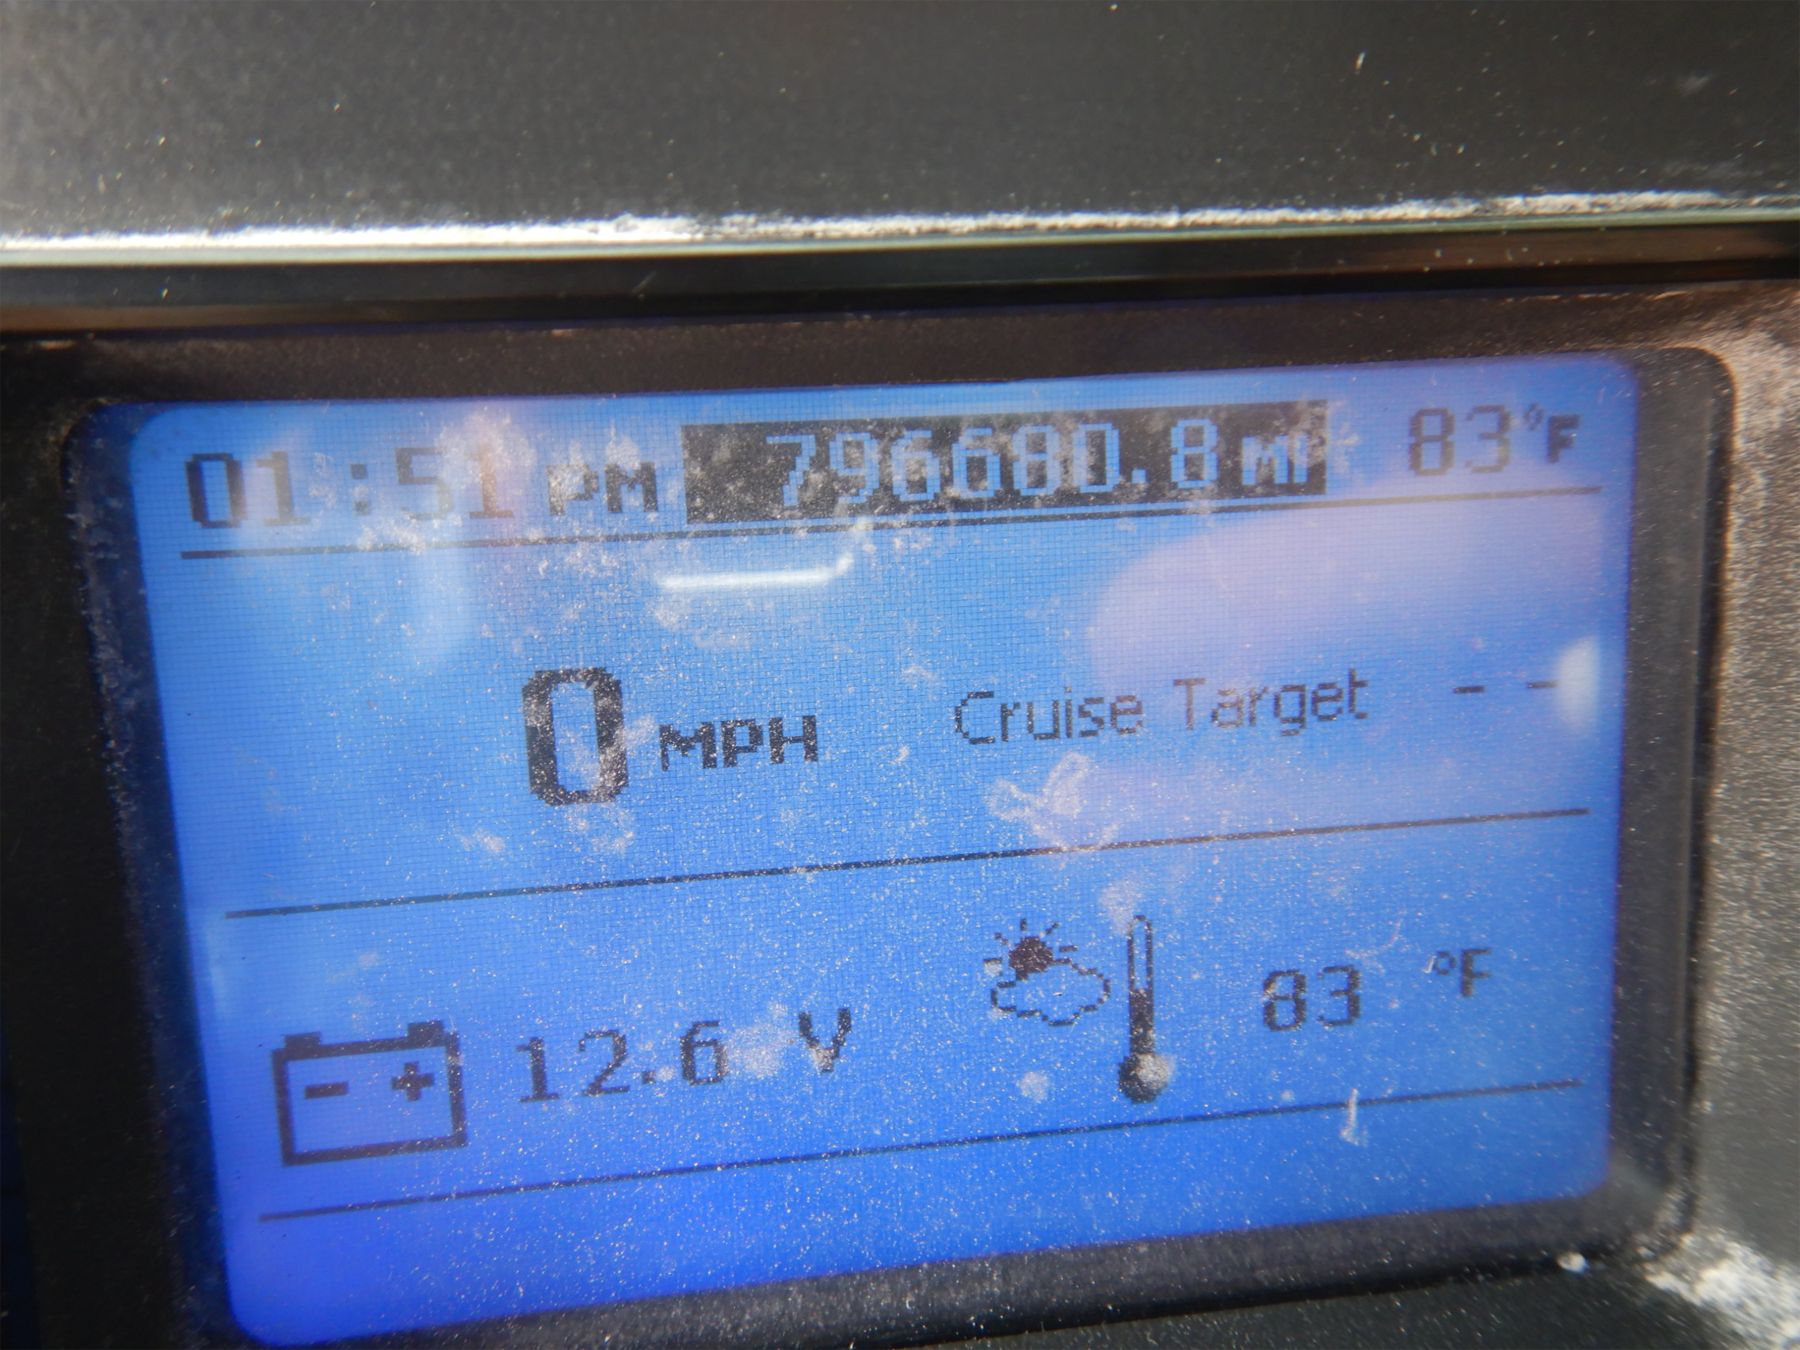 01:51 PM 796680.8 mi 83°F
0 MPH Cruise Target --
- + 12.6 V 83 °F